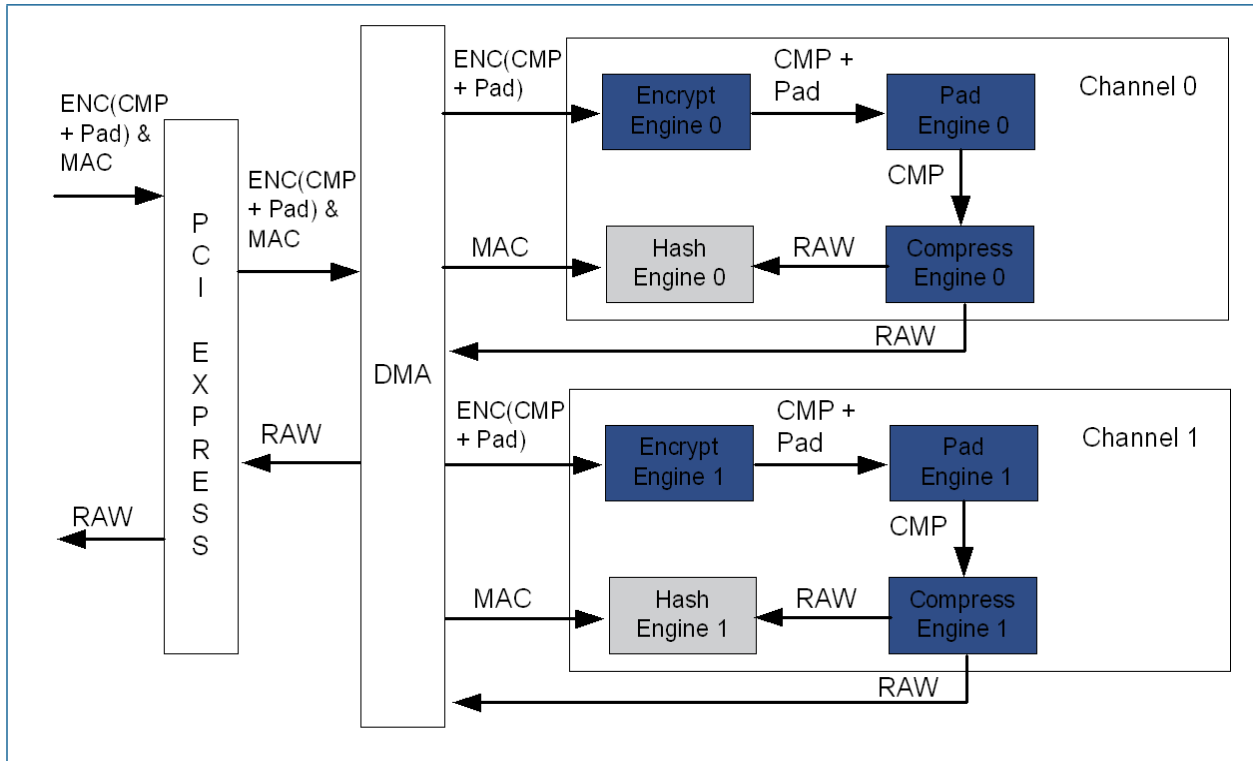 ENC(CMP
+ Pad) &
MAC
P
C
I
E
X
P
R
E
S
S
RAW
ENC(CMP
+ Pad) &
MAC
RAW
DMA
ENC(CMP
+ Pad)
Encrypt
Engine 0
CMP +
Pad
Pad
Engine 0
Channel 0
CMP
MAC
Hash
Engine 0
RAW
Compress
Engine 0
RAW
ENC(CMP
+ Pad)
Encrypt
Engine 1
CMP +
Pad
Pad
Engine 1
Channel 1
CMP
MAC
Hash
Engine 1
RAW
Compress
Engine 1
RAW